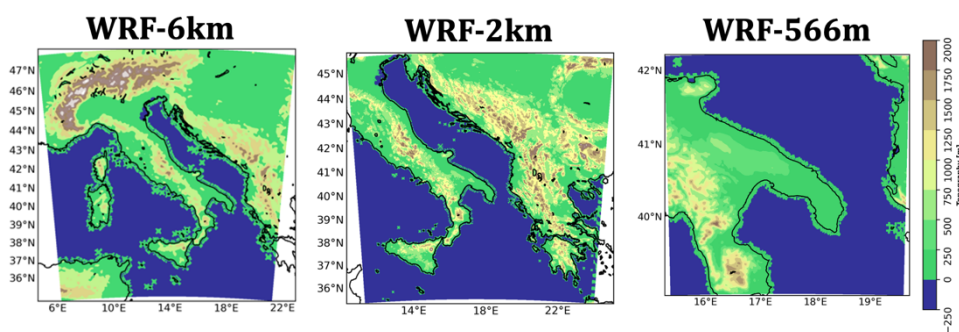 WRF-6km
47°N
46°N
45°N
44°N
43°N
42°N
41°N
40°N
39°N
38°N
37°N
36°N
6°E
10°E
14°E
18°E
22°E
WRF-2km
45°N
44°N
43°N
42°N
41°N
40°N
39°N
38°N
37°N
36°N
14°E
18°E
22°E
WRF-566m
42°N
41°N
40°N
16°E
17°E
18°E
19°E
2000
1750
1500
1250
1000
750
500
250
0
−250
Topography [m]